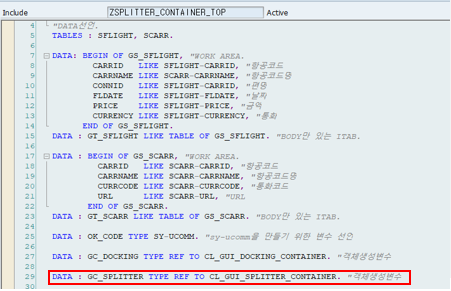 Include ZSPLITTER_CONTAINER_TOP Active
4 "DATA선언.
5 TABLES : SFLIGHT, SCARR.
6
7 DATA: BEGIN OF GS_SFLIGHT, "WORK AREA.
8 CARRID LIKE SFLIGHT-CARRID, "항공코드
9 CARRNAME LIKE SCARR-CARRNAME, "항공코드명
10 CONNID LIKE SFLIGHT-CARRID, "편명
11 FLDATE LIKE SFLIGHT-FLDATE, "날짜
12 PRICE LIKE SFLIGHT-PRICE, "금액
13 CURRENCY LIKE SFLIGHT-CURRENCY, "통화
14 END OF GS_SFLIGHT.
15 DATA : GT_SFLIGHT LIKE TABLE OF GS_SFLIGHT. "BODY만 있는 ITAB.
16
17 DATA : BEGIN OF GS_SCARR, "WORK AREA.
18 CARRID LIKE SCARR-CARRID, "항공코드
19 CARRNAME LIKE SCARR-CARRNAME, "항공코드명
20 CURRCODE LIKE SCARR-CURRCODE, "통화코드
21 URL LIKE SCARR-URL, "URL
22 END OF GS_SCARR.
23 DATA : GT_SCARR LIKE TABLE OF GS_SCARR. "BODY만 있는 ITAB.
24
25 DATA : OK_CODE TYPE SY-UCOMM. "sy-ucomm을 만들기 위한 변수 선언
26
27 DATA : GC_DOCKING TYPE REF TO CL_GUI_DOCKING_CONTAINER. "객체생성변수
28
29 DATA : GC_SPLITTER TYPE REF TO CL_GUI_SPLITTER_CONTAINER. "객체생성변수